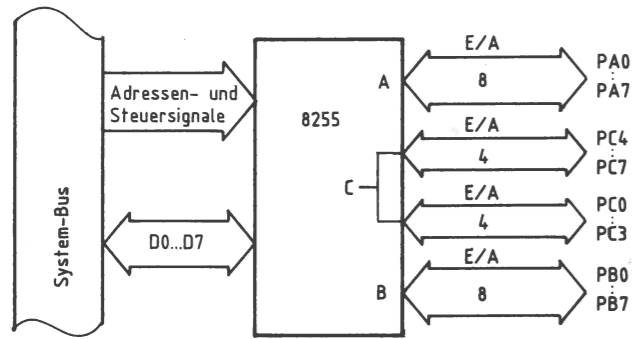 System-Bus
Adressen- und
Steuersignale
D0...D7
8255
A
C
B
E/A
8
PA0
⋮
PA7
E/A
4
PC4
⋮
PC7
E/A
4
PC0
⋮
PC3
E/A
8
PB0
⋮
PB7